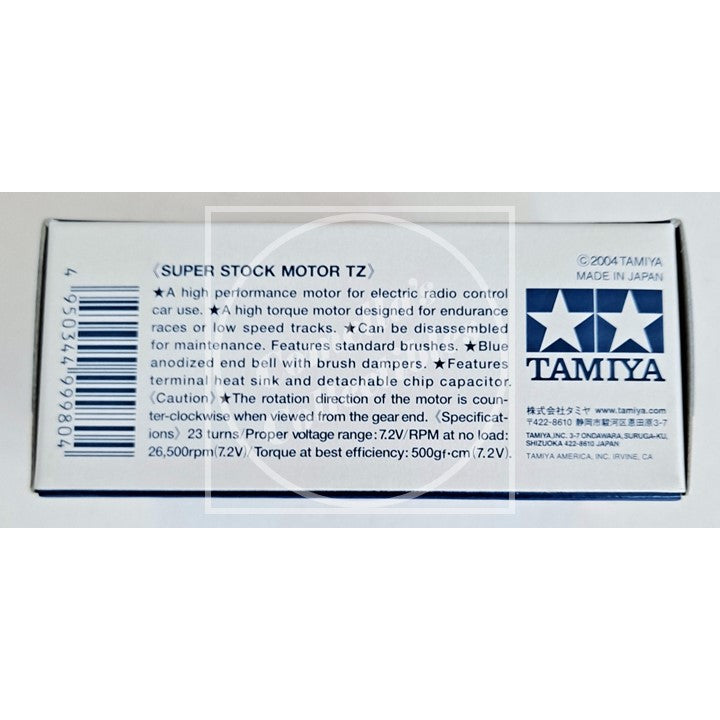 4 950344 999804
〈SUPER STOCK MOTOR TZ〉
★A high performance motor for electric radio control
car use. ★A high torque motor designed for endurance
races or low speed tracks. ★Can be disassembled
for maintenance. Features standard brushes. ★Blue
anodized end bell with brush dampers. ★Features
terminal heat sink and detachable chip capacitor.
〈Caution〉★The rotation direction of the motor is coun-
ter-clockwise when viewed from the gear end.〈Specificat-
ions〉23 turns/Proper voltage range: 7.2V/RPM at no load:
26,500rpm(7.2V)/Torque at best efficiency: 500gf·cm(7.2V).
©2004 TAMIYA
MADE IN JAPAN
TAMIYA
株式会社タミヤ www.tamiya.com
〒422-8610 静岡市駿河区恩田原3-7
TAMIYA,INC. 3-7 ONDAWARA, SURUGA-KU,
SHIZUOKA 422-8610 JAPAN
TAMIYA AMERICA, INC. IRVINE, CA